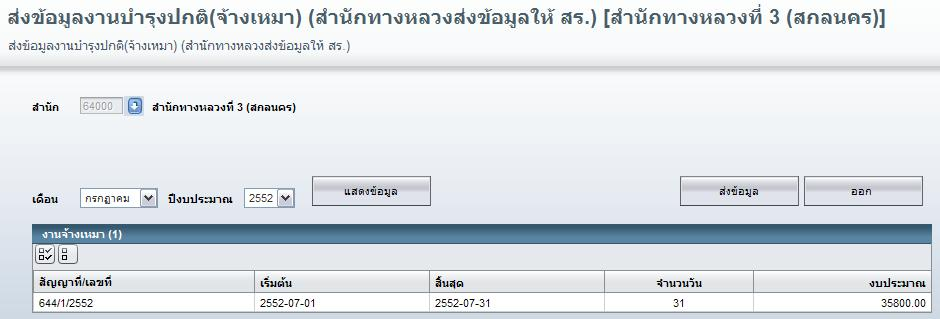 ส่งข้อมูลงานบำรุงปกติ(จ้างเหมา) (สำนักทางหลวงส่งข้อมูลให้ สร.) [สำนักทางหลวงที่ 3 (สกลนคร)]
ส่งข้อมูลงานบำรุงปกติ(จ้างเหมา) (สำนักทางหลวงส่งข้อมูลให้ สร.)
สำนัก 64000 สำนักทางหลวงที่ 3 (สกลนคร)
เดือน กรกฎาคม ปีงบประมาณ 2552 แสดงข้อมูล ส่งข้อมูล ออก
งานจ้างเหมา (1)
สัญญาที่/เลขที่ เริ่มต้น สิ้นสุด จำนวนวัน งบประมาณ
644/1/2552 2552-07-01 2552-07-31 31 35800.00